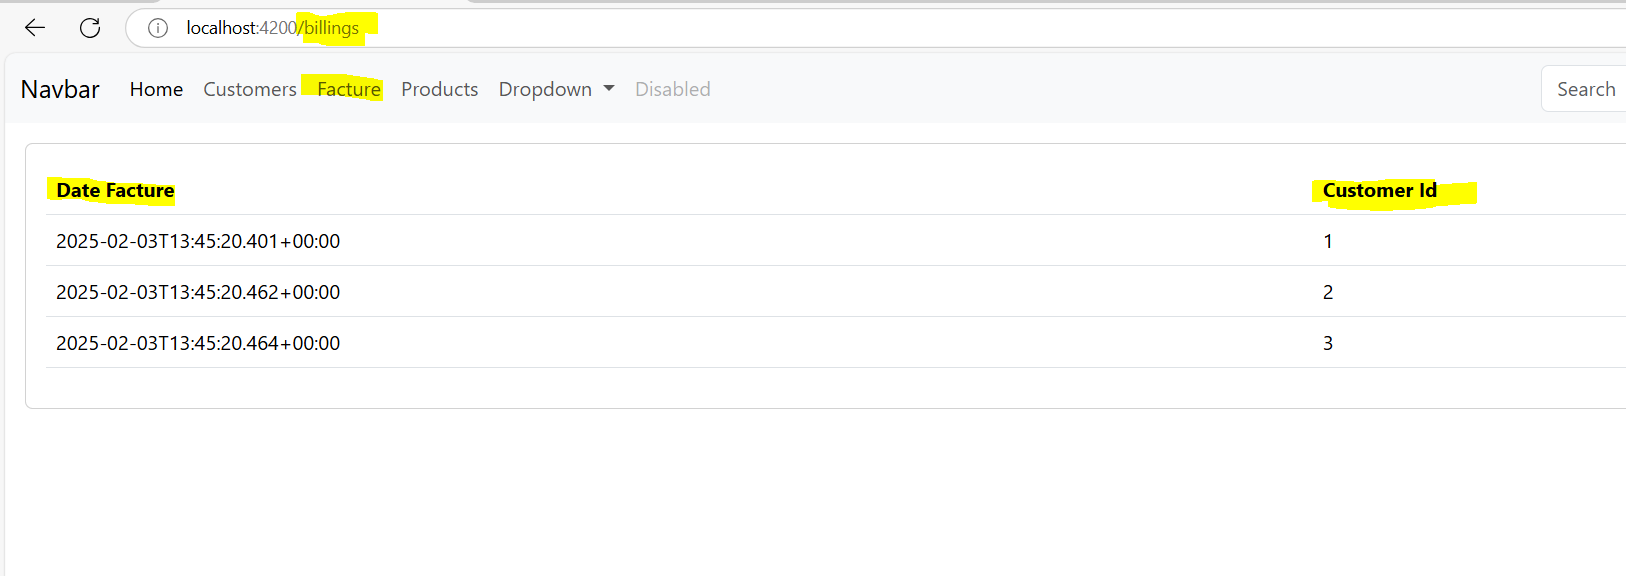 localhost:4200/billings
Navbar Home Customers Facture Products Dropdown Disabled Search
Date Facture Customer Id
2025-02-03T13:45:20.401+00:00 1
2025-02-03T13:45:20.462+00:00 2
2025-02-03T13:45:20.464+00:00 3